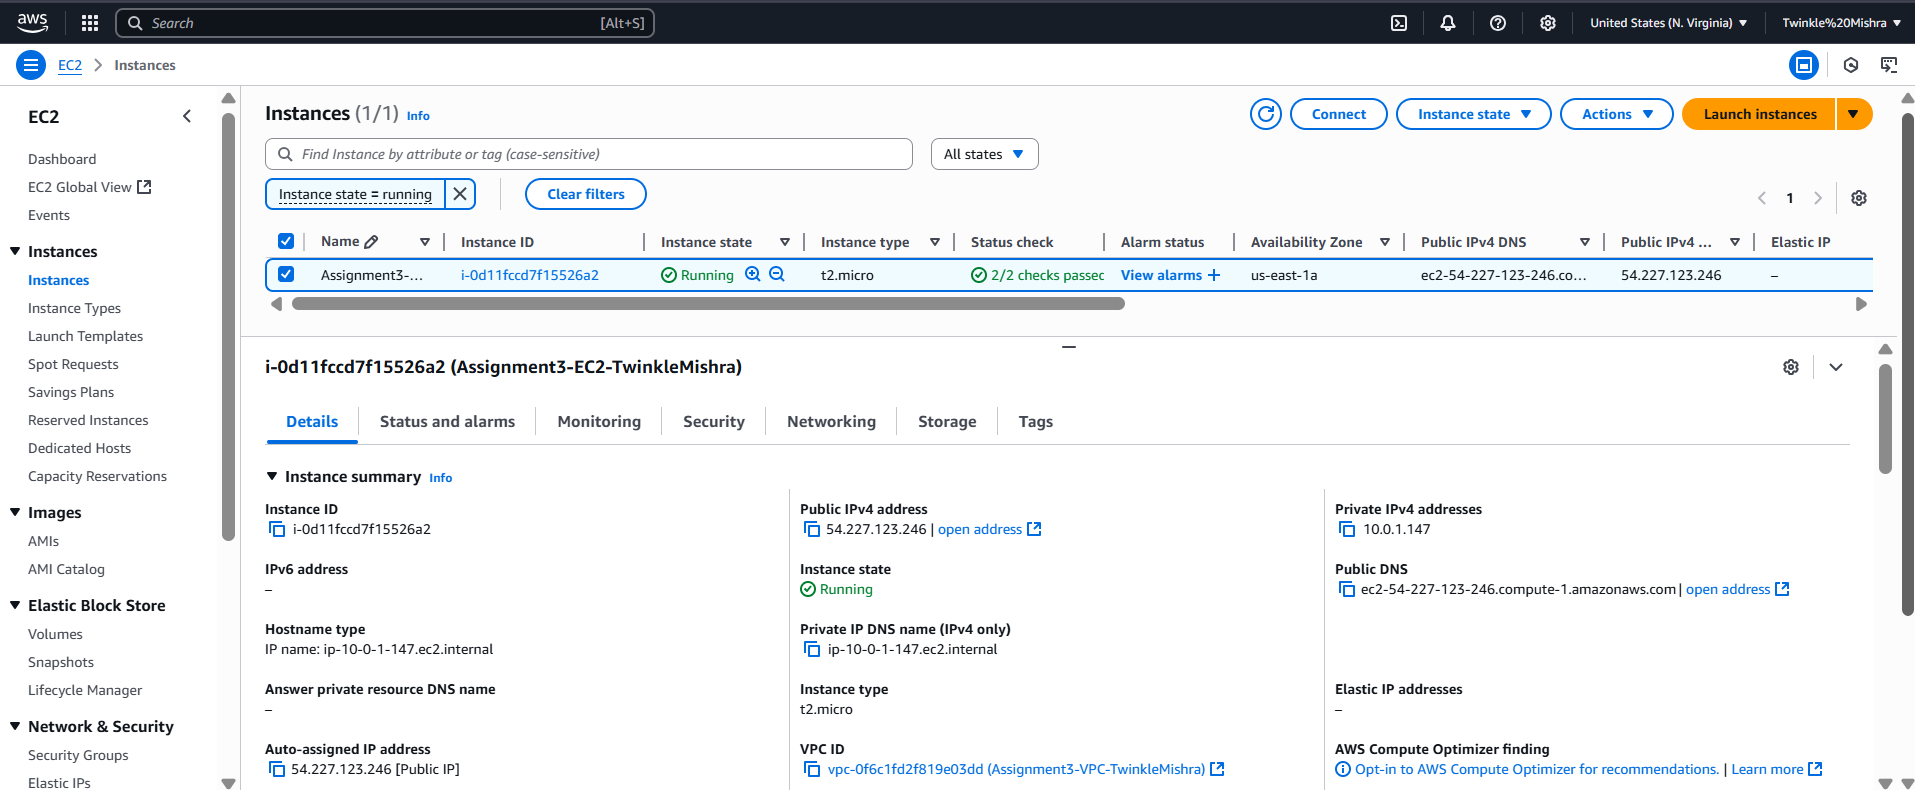 aws
Search [Alt+S]
United States (N. Virginia)
Twinkle%20Mishra
EC2 Instances
EC2
Dashboard
EC2 Global View
Events
Instances
Instances
Instance Types
Launch Templates
Spot Requests
Savings Plans
Reserved Instances
Dedicated Hosts
Capacity Reservations
Images
AMIs
AMI Catalog
Elastic Block Store
Volumes
Snapshots
Lifecycle Manager
Network & Security
Security Groups
Elastic IPs
Instances (1/1) Info
Connect
Instance state
Actions
Launch instances
Find Instance by attribute or tag (case-sensitive)
All states
Instance state = running
Clear filters
1
Name Instance ID Instance state Instance type Status check Alarm status Availability Zone Public IPv4 DNS Public IPv4 ... Elastic IP
Assignment3-... i-0d11fccd7f15526a2 Running t2.micro 2/2 checks passec View alarms + us-east-1a ec2-54-227-123-246.co... 54.227.123.246 –
i-0d11fccd7f15526a2 (Assignment3-EC2-TwinkleMishra)
Details Status and alarms Monitoring Security Networking Storage Tags
Instance summary Info
Instance ID
i-0d11fccd7f15526a2
Public IPv4 address
54.227.123.246 | open address
Private IPv4 addresses
10.0.1.147
IPv6 address
–
Instance state
Running
Public DNS
ec2-54-227-123-246.compute-1.amazonaws.com | open address
Hostname type
IP name: ip-10-0-1-147.ec2.internal
Private IP DNS name (IPv4 only)
ip-10-0-1-147.ec2.internal
Answer private resource DNS name
–
Instance type
t2.micro
Elastic IP addresses
–
Auto-assigned IP address
54.227.123.246 [Public IP]
VPC ID
vpc-0f6c1fd2f819e03dd (Assignment3-VPC-TwinkleMishra)
AWS Compute Optimizer finding
Opt-in to AWS Compute Optimizer for recommendations. | Learn more